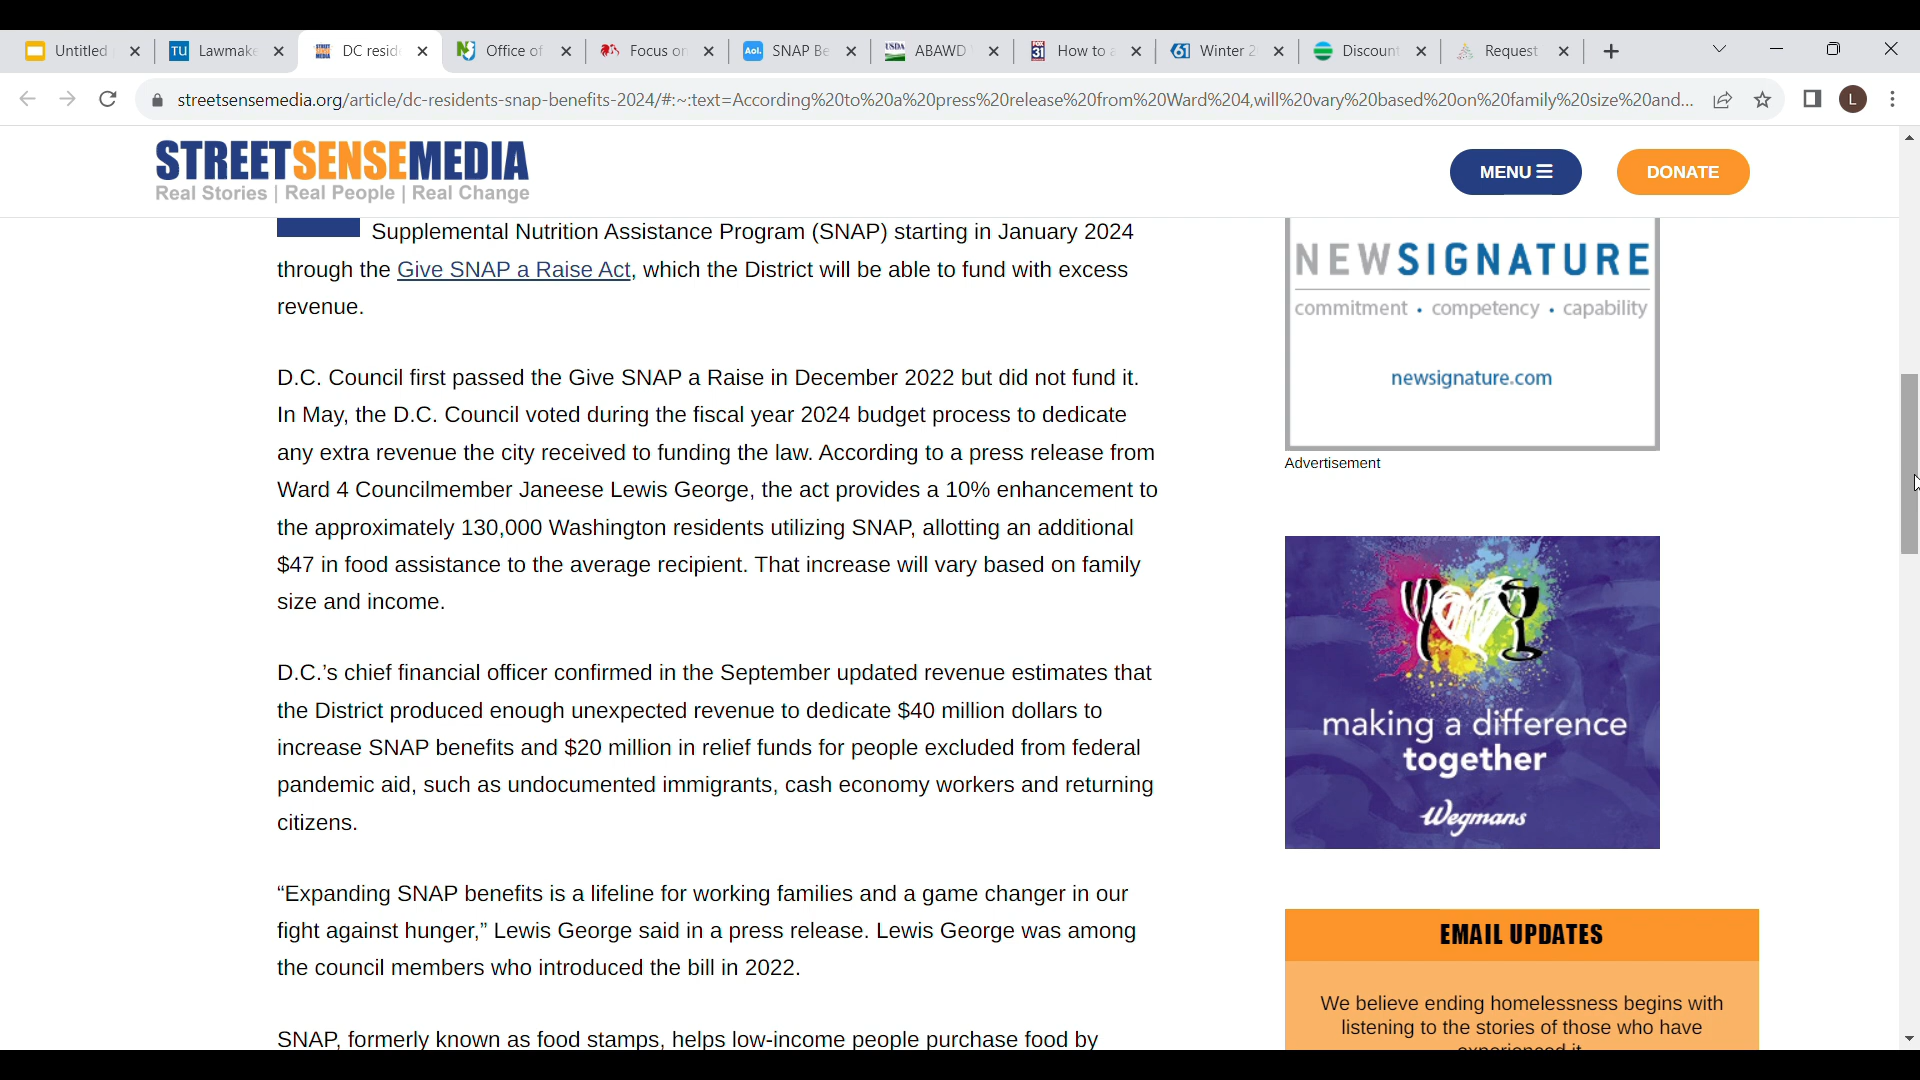 Untitled
Lawmake
DC resid
Office of
Focus on
SNAP Be
ABAWD
How to a
Winter 2
Discount
Request
streetsensemedia.org/article/dc-residents-snap-benefits-2024/#:~:text=According%20to%20a%20press%20release%20from%20Ward%204,will%20vary%20based%20on%20family%20size%20and...
L
STREETSENSEMEDIA
Real Stories | Real People | Real Change
MENU
DONATE
Supplemental Nutrition Assistance Program (SNAP) starting in January 2024
through the Give SNAP a Raise Act, which the District will be able to fund with excess
revenue.
D.C. Council first passed the Give SNAP a Raise in December 2022 but did not fund it.
In May, the D.C. Council voted during the fiscal year 2024 budget process to dedicate
any extra revenue the city received to funding the law. According to a press release from
Ward 4 Councilmember Janeese Lewis George, the act provides a 10% enhancement to
the approximately 130,000 Washington residents utilizing SNAP, allotting an additional
$47 in food assistance to the average recipient. That increase will vary based on family
size and income.
D.C.’s chief financial officer confirmed in the September updated revenue estimates that
the District produced enough unexpected revenue to dedicate $40 million dollars to
increase SNAP benefits and $20 million in relief funds for people excluded from federal
pandemic aid, such as undocumented immigrants, cash economy workers and returning
citizens.
“Expanding SNAP benefits is a lifeline for working families and a game changer in our
fight against hunger,” Lewis George said in a press release. Lewis George was among
the council members who introduced the bill in 2022.
SNAP, formerly known as food stamps, helps low-income people purchase food by
NEWSIGNATURE
commitment • competency • capability
newsignature.com
Advertisement
making a difference
together
Wegmans
EMAIL UPDATES
We believe ending homelessness begins with
listening to the stories of those who have
experienced it